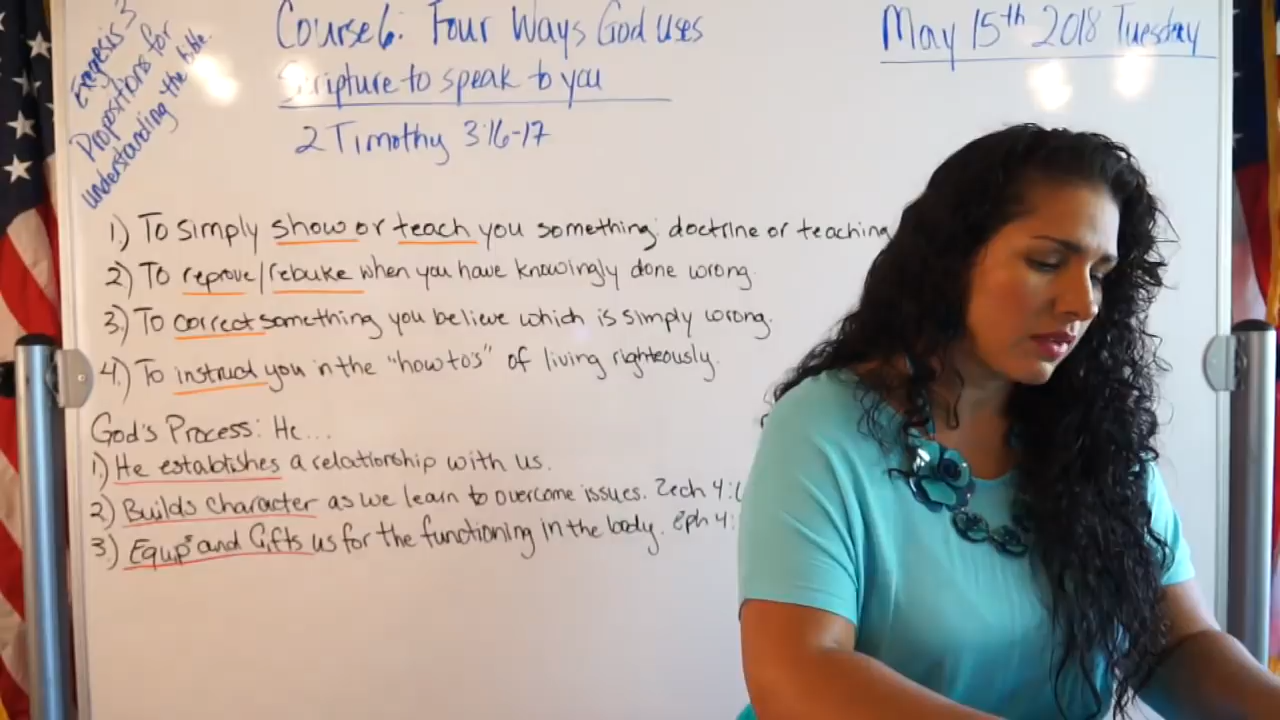 Exegesis 3
Propositions for
understanding the bible.
Course 6: Four Ways God uses
Scripture to speak to you
2 Timothy 3:16-17
May 15th 2018 Tuesday
1.) To simply show or teach you something: doctrine or teaching
2) To reprove/rebuke when you have knowingly done wrong.
3.) To correct something you believe which is simply wrong.
4.) To instruct you in the "how to's" of living righteously.
God's Process: He...
1.) He establishes a relationship with us.
2) Builds Character as we learn to overcome issues. Zech 4:
3.) Equps and Gifts us for the functioning in the body. eph 4: